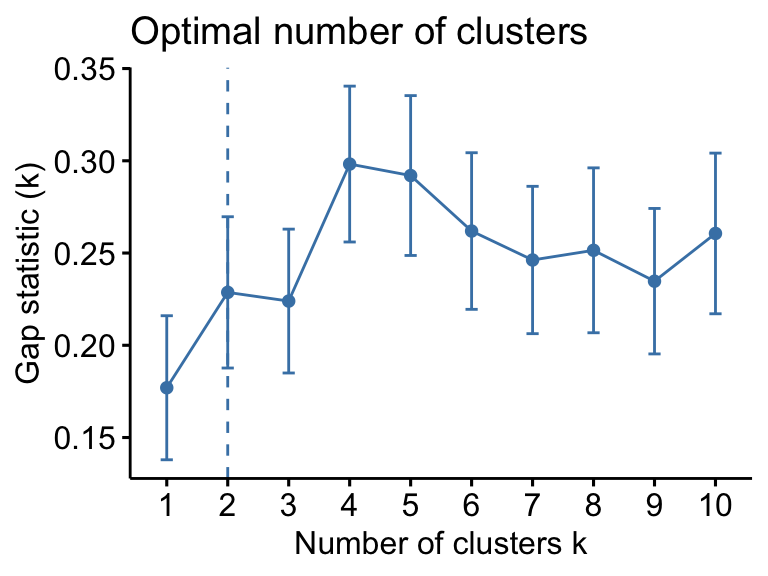 Optimal number of clusters
0.35
0.30
0.25
0.20
0.15
Gap statistic (k)
1 2 3 4 5 6 7 8 9 10
Number of clusters k